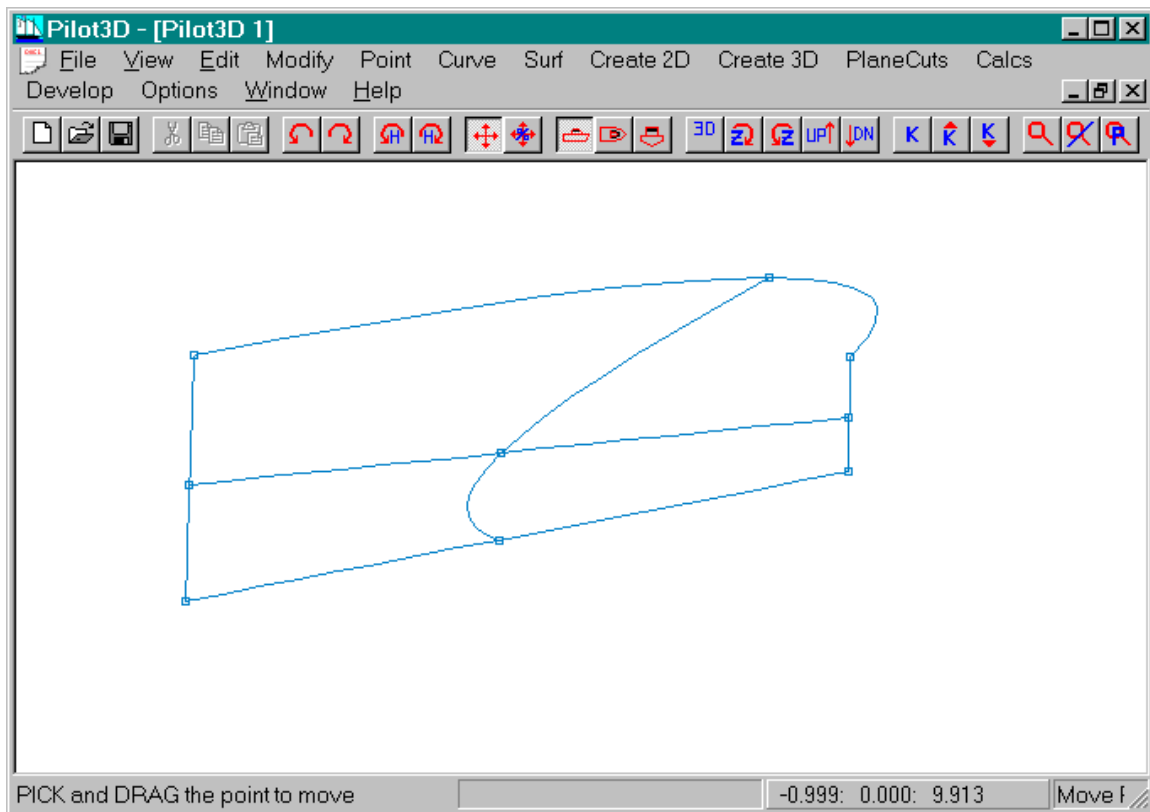 Pilot3D - [Pilot3D 1]
File View Edit Modify Point Curve Surf Create 2D Create 3D PlaneCuts Calcs
Develop Options Window Help
H H % 3D Z Z UP DN K K K P
PICK and DRAG the point to move -0.999: 0.000: 9.913 Move